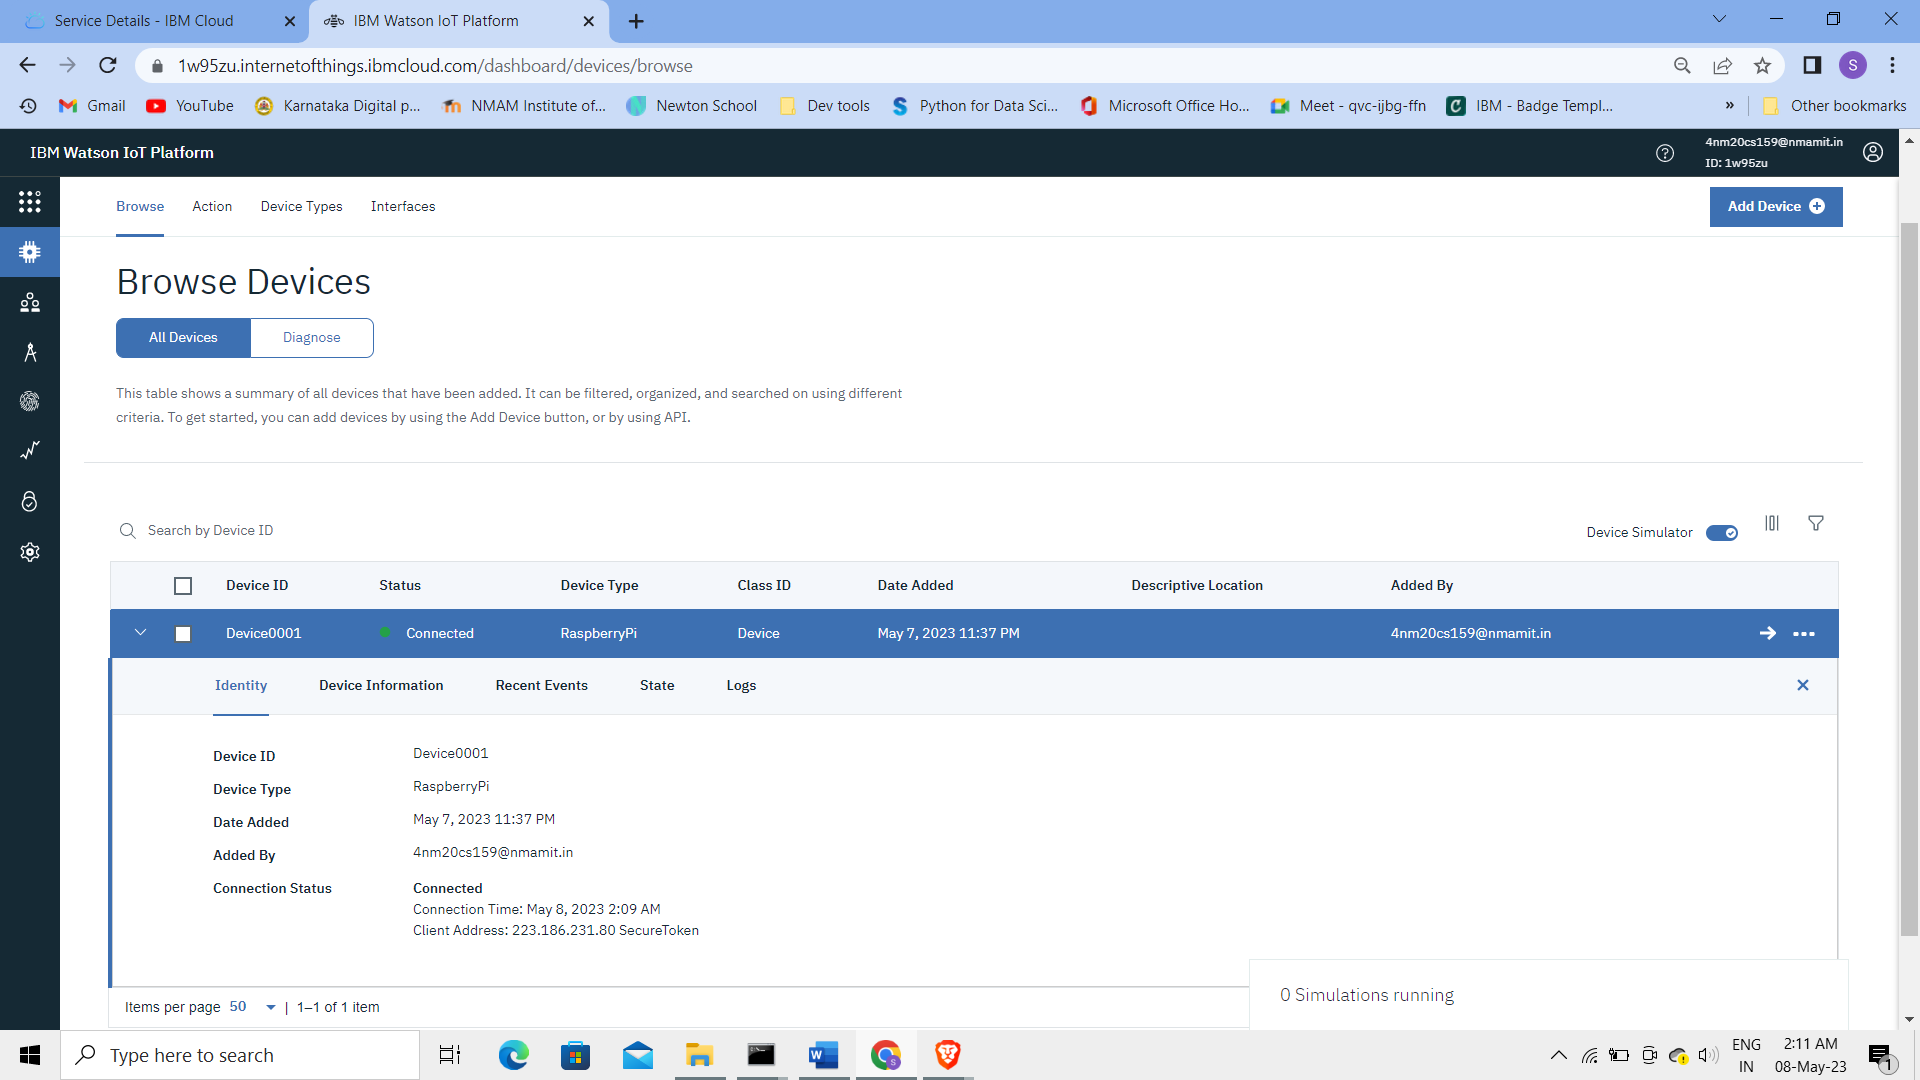 Service Details - IBM Cloud
IBM Watson IoT Platform
1w95zu.internetofthings.ibmcloud.com/dashboard/devices/browse
S
Gmail
YouTube
Karnataka Digital p...
NMAM Institute of...
Newton School
Dev tools
Python for Data Sci...
Microsoft Office Ho...
Meet - qvc-ijbg-ffn
IBM - Badge Templ...
»
Other bookmarks
IBM Watson IoT Platform
4nm20cs159@nmamit.in
ID: 1w95zu
Browse
Action
Device Types
Interfaces
Add Device
Browse Devices
All Devices
Diagnose
This table shows a summary of all devices that have been added. It can be filtered, organized, and searched on using different
criteria. To get started, you can add devices by using the Add Device button, or by using API.
Search by Device ID
Device Simulator
Device ID Status Device Type Class ID Date Added Descriptive Location Added By
Device0001 Connected RaspberryPi Device May 7, 2023 11:37 PM 4nm20cs159@nmamit.in
Identity
Device Information
Recent Events
State
Logs
Device ID Device0001
Device Type RaspberryPi
Date Added May 7, 2023 11:37 PM
Added By 4nm20cs159@nmamit.in
Connection Status Connected
Connection Time: May 8, 2023 2:09 AM
Client Address: 223.186.231.80 SecureToken
Items per page 50 | 1–1 of 1 item
0 Simulations running
Type here to search
ENG
IN
2:11 AM
08-May-23
1